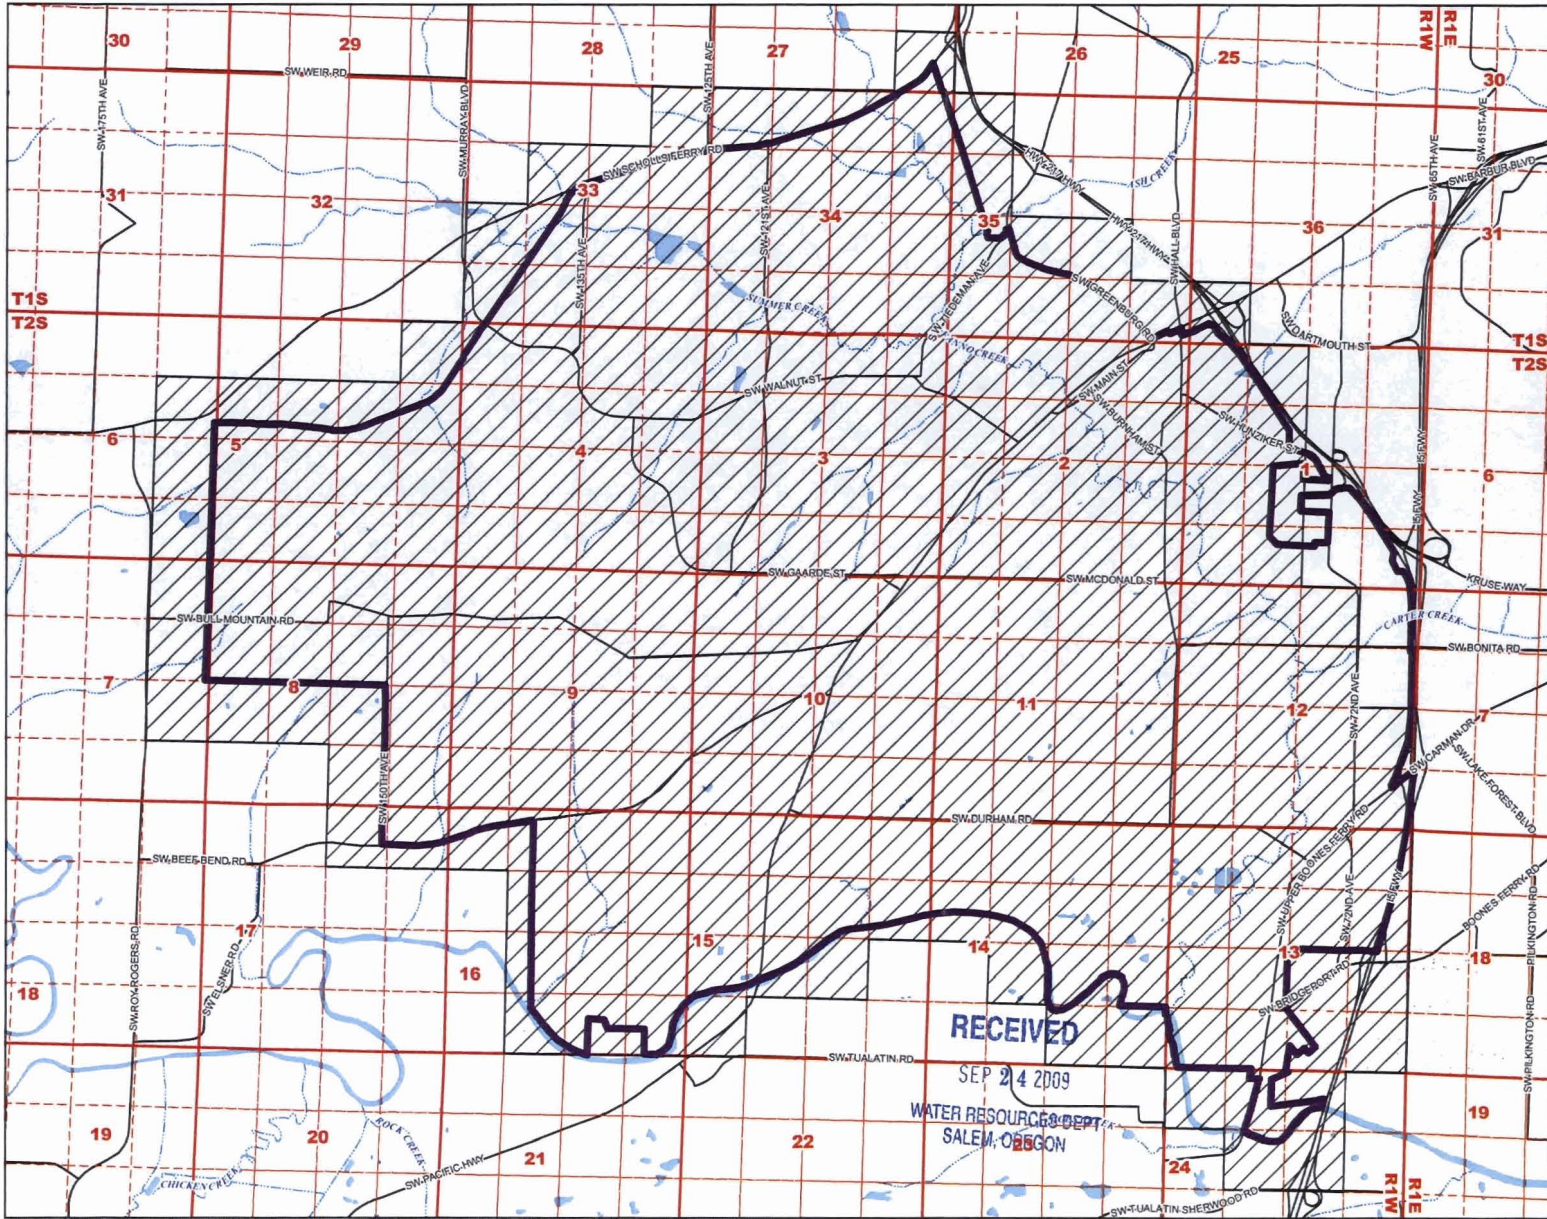 R1W R1E
30 29 28 27 26 25 30
SW WEIR RD
SW 175TH AVE
SW MURRAY BLVD
SW 125TH AVE
SW 65TH AVE
SW 61ST AVE
SW BARBUR BLVD
SW SCHOLLS FERRY RD
HWY 217 HWY
ASH CREEK
31 32 33 34 35 36 31
SW 135TH AVE
SW 121ST AVE
HWY 217 HWY
SW HALL BLVD
SW TIEDEMAN AVE
SW GREENBURG RD
T1S
T2S
SUMMER CREEK
FANNO CREEK
SW DARTMOUTH ST
T1S
T2S
SW WALNUT ST
SW MAIN ST
SW BURNHAM ST
SW HUNZIKER ST
I5 FWY
6 5 4 3 2 1 6
I5 FWY
SW GAARDE ST
SW MCDONALD ST
KRUSE WAY
SW BULL MOUNTAIN RD
CARTER CREEK
SW BONITA RD
7 8 9 10 11 12 7
SW 72ND AVE
SW CARMAN DR
SW LAKE FOREST BLVD
SW 150TH AVE
SW DURHAM RD
SW BEEF BEND RD
SW UPPER BOONES FERRY RD
SW 72ND AVE
I5 FWY
BOONES FERRY RD
SW ROY ROGERS RD
SW ELSNER RD
18 17 16 15 14 13 18
SW BRIDGEPORT RD
SW PILKINGTON RD
PILKINGTON RD
RECEIVED
SW TUALATIN RD
SEP 24 2009
WATER RESOURCES DEPT
SALEM, OREGON
19 20 21 22 23 24 19
ROCK CREEK
CHICKEN CREEK
SW PACIFIC HWY
SW TUALATIN SHERWOOD RD
R1W R1E